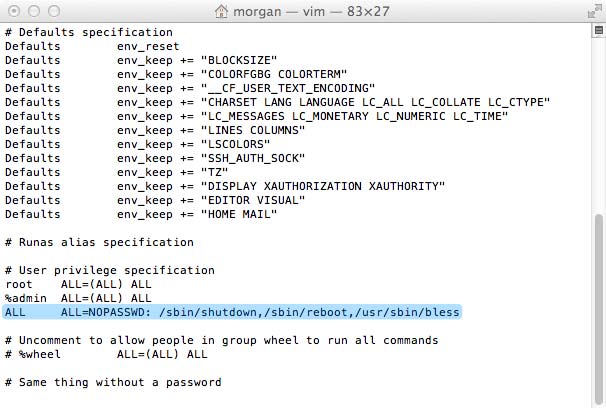 morgan — vim — 83×27
# Defaults specification
Defaults        env_reset
Defaults        env_keep += "BLOCKSIZE"
Defaults        env_keep += "COLORFGBG COLORTERM"
Defaults        env_keep += "__CF_USER_TEXT_ENCODING"
Defaults        env_keep += "CHARSET LANG LANGUAGE LC_ALL LC_COLLATE LC_CTYPE"
Defaults        env_keep += "LC_MESSAGES LC_MONETARY LC_NUMERIC LC_TIME"
Defaults        env_keep += "LINES COLUMNS"
Defaults        env_keep += "LSCOLORS"
Defaults        env_keep += "SSH_AUTH_SOCK"
Defaults        env_keep += "TZ"
Defaults        env_keep += "DISPLAY XAUTHORIZATION XAUTHORITY"
Defaults        env_keep += "EDITOR VISUAL"
Defaults        env_keep += "HOME MAIL"
# Runas alias specification
# User privilege specification
root    ALL=(ALL) ALL
%admin  ALL=(ALL) ALL
ALL     ALL=NOPASSWD: /sbin/shutdown,/sbin/reboot,/usr/sbin/bless
# Uncomment to allow people in group wheel to run all commands
# %wheel        ALL=(ALL) ALL
# Same thing without a password